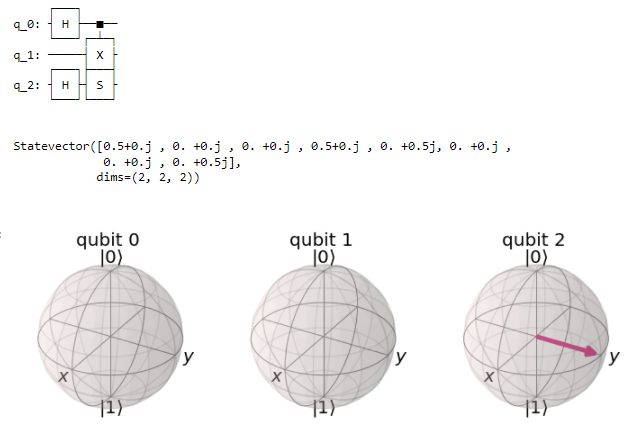 q_0: H
q_1: X
q_2: H S
Statevector([0.5+0.j , 0. +0.j , 0. +0.j , 0.5+0.j , 0. +0.5j, 0. +0.j ,
0. +0.j , 0. +0.5j],
dims=(2, 2, 2))
qubit 0 qubit 1 qubit 2
|0⟩ |0⟩ |0⟩
y y y
x x x
|1⟩ |1⟩ |1⟩